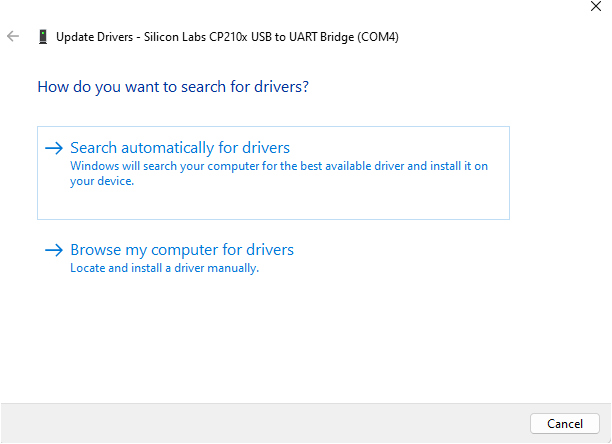 Update Drivers - Silicon Labs CP210x USB to UART Bridge (COM4)
How do you want to search for drivers?
Search automatically for drivers
Windows will search your computer for the best available driver and install it on
your device.
Browse my computer for drivers
Locate and install a driver manually.
Cancel